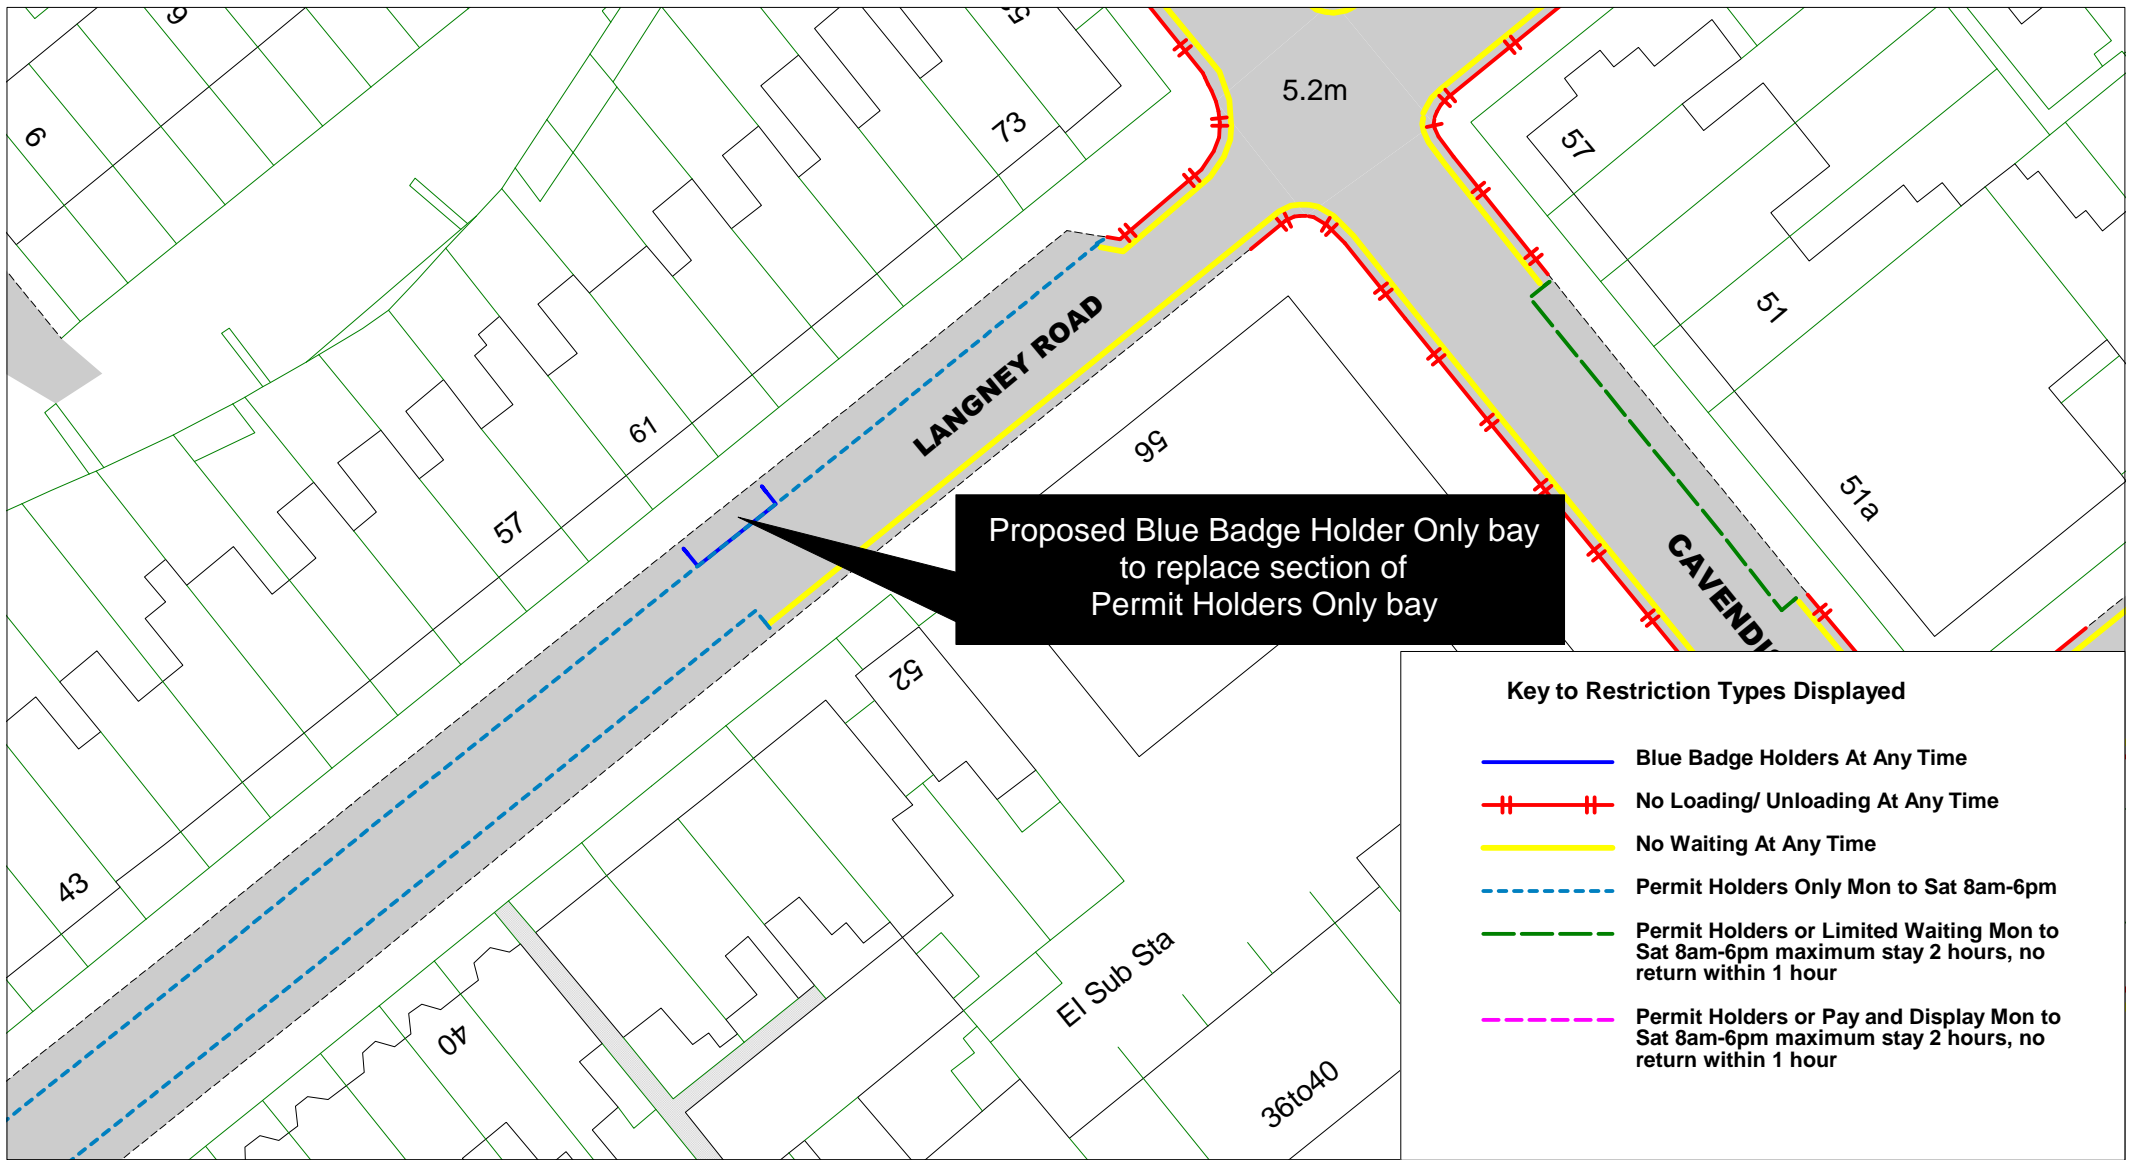 5.2m
73
57
9
51
LANGNEY ROAD
61
56
51a
57
Proposed Blue Badge Holder Only bay
to replace section of
Permit Holders Only bay
52
43
El Sub Sta
40
36to40
Key to Restriction Types Displayed
Blue Badge Holders At Any Time
No Loading/ Unloading At Any Time
No Waiting At Any Time
Permit Holders Only Mon to Sat 8am-6pm
Permit Holders or Limited Waiting Mon to
Sat 8am-6pm maximum stay 2 hours, no
return within 1 hour
Permit Holders or Pay and Display Mon to
Sat 8am-6pm maximum stay 2 hours, no
return within 1 hour